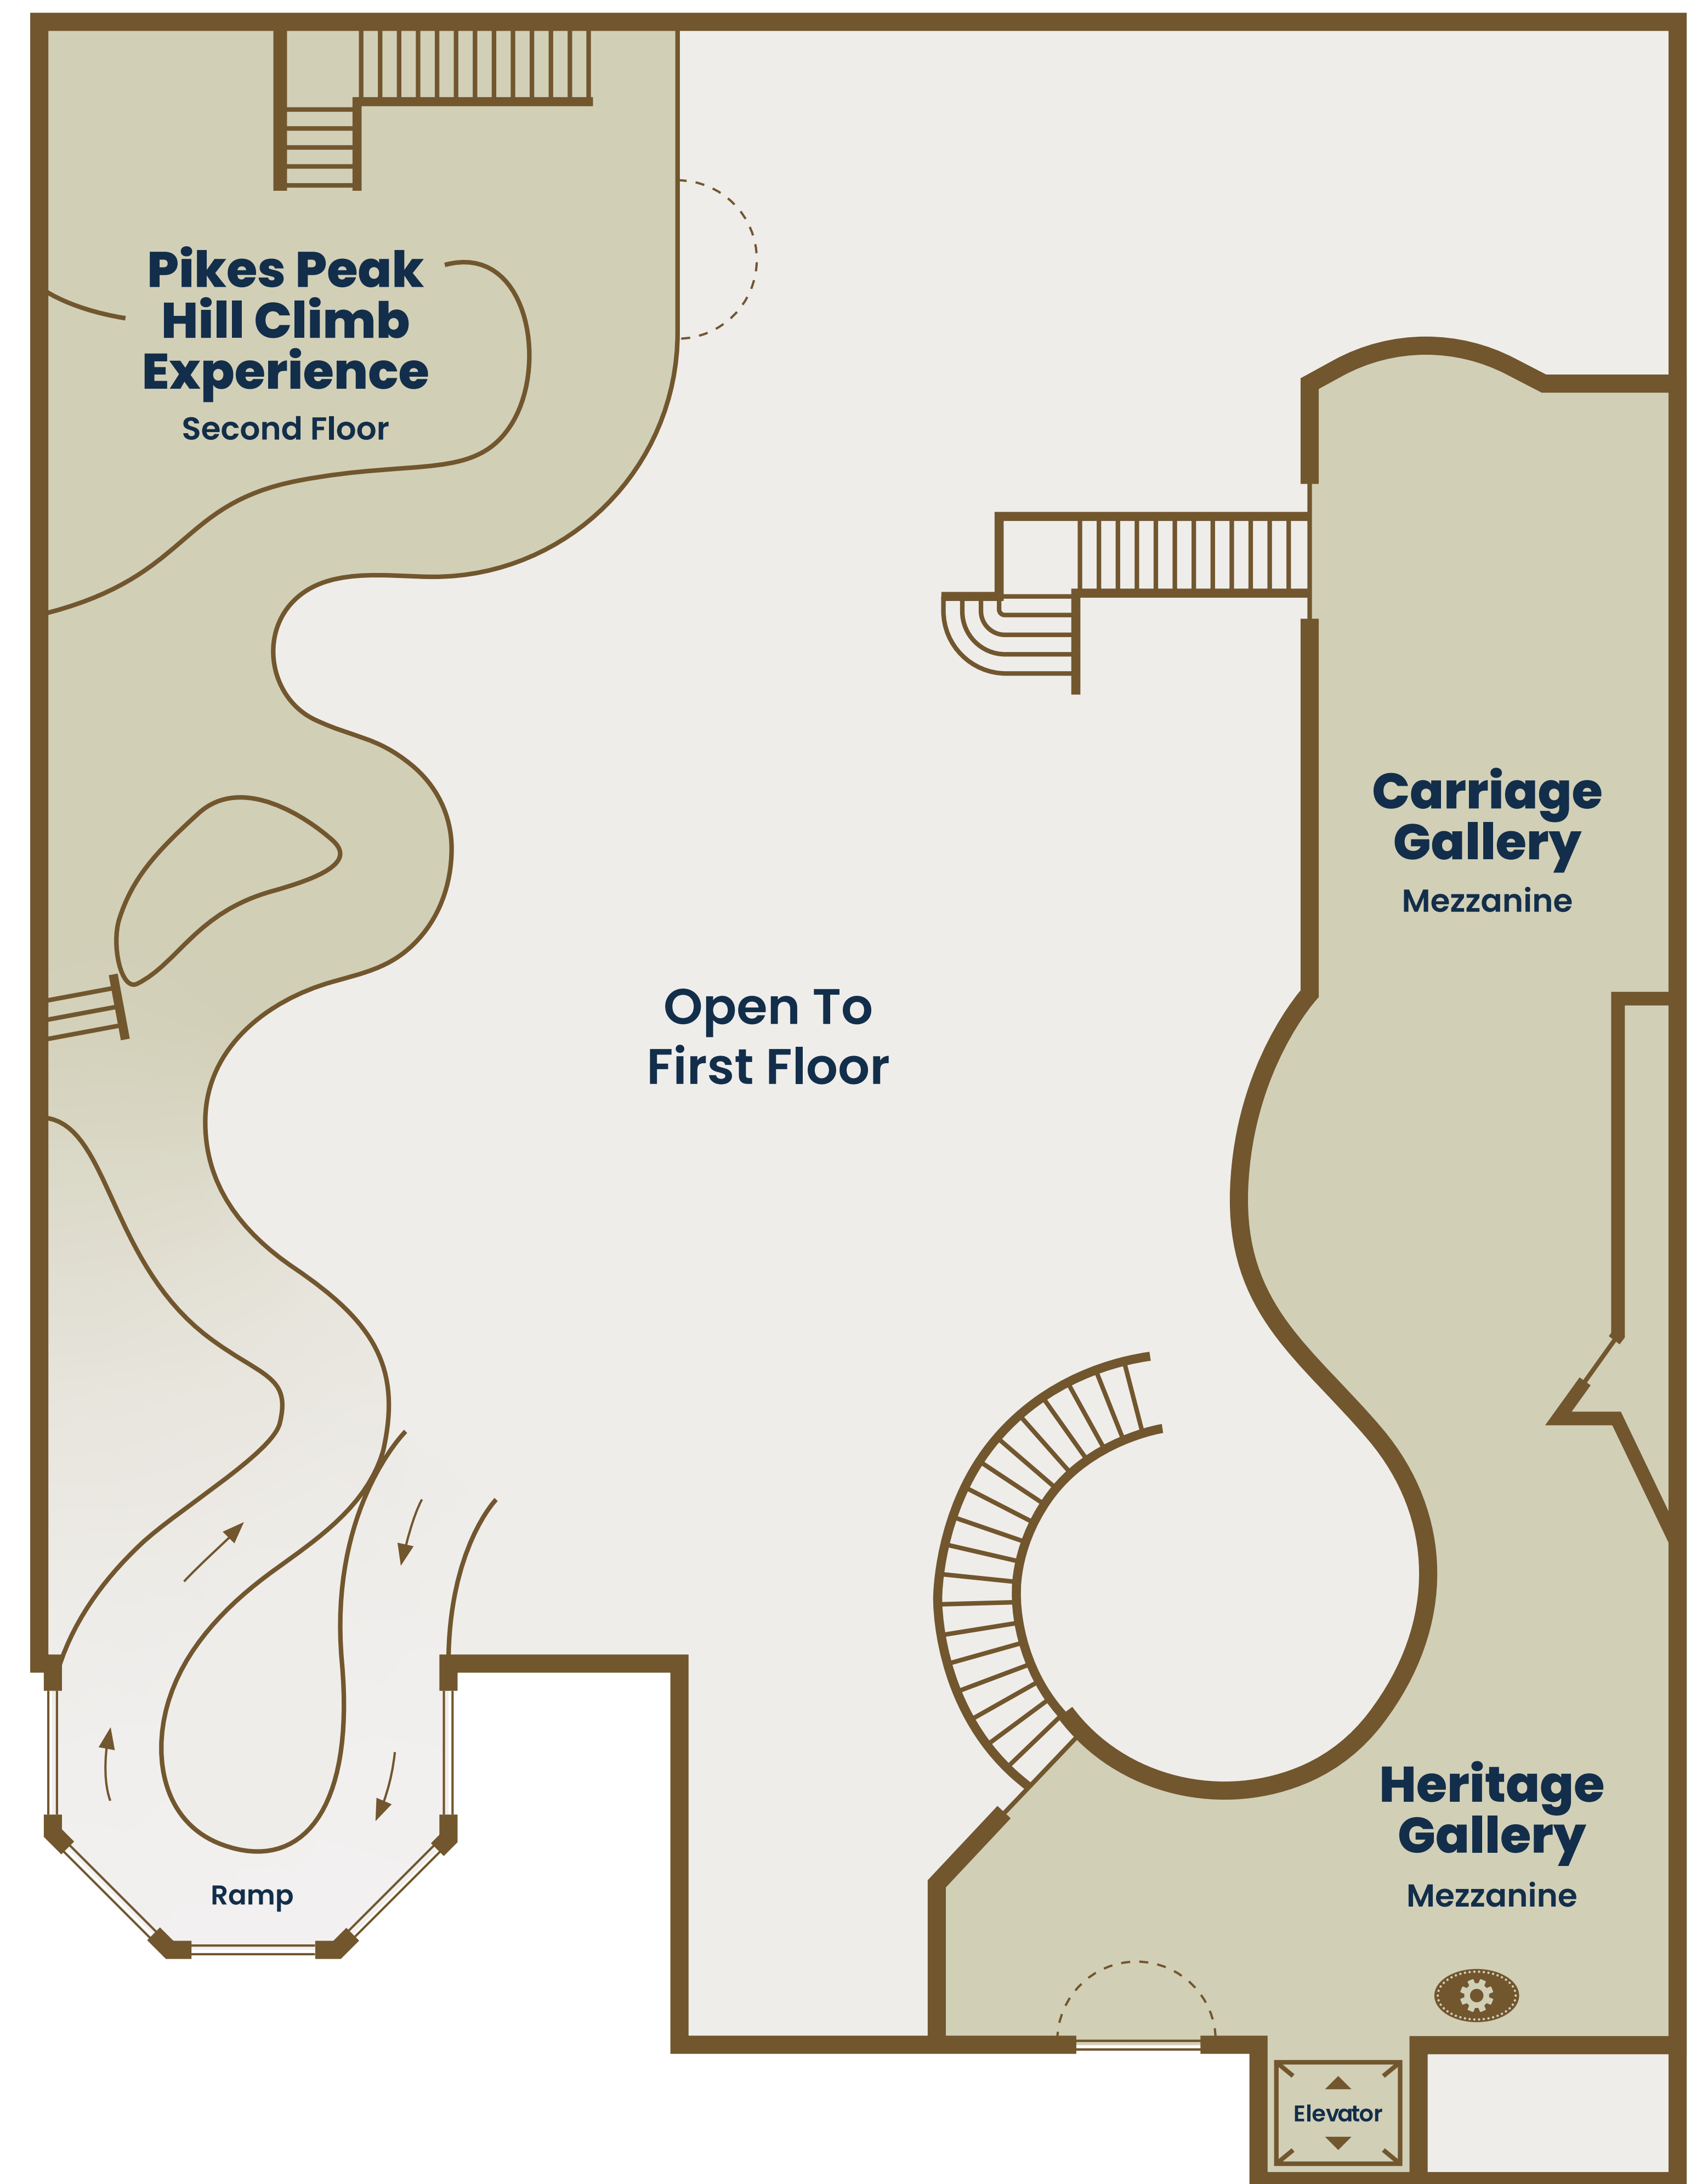 Pikes Peak
Hill Climb
Experience
Second Floor
Carriage
Gallery
Mezzanine
Open To
First Floor
Heritage
Gallery
Mezzanine
Ramp
Elevator